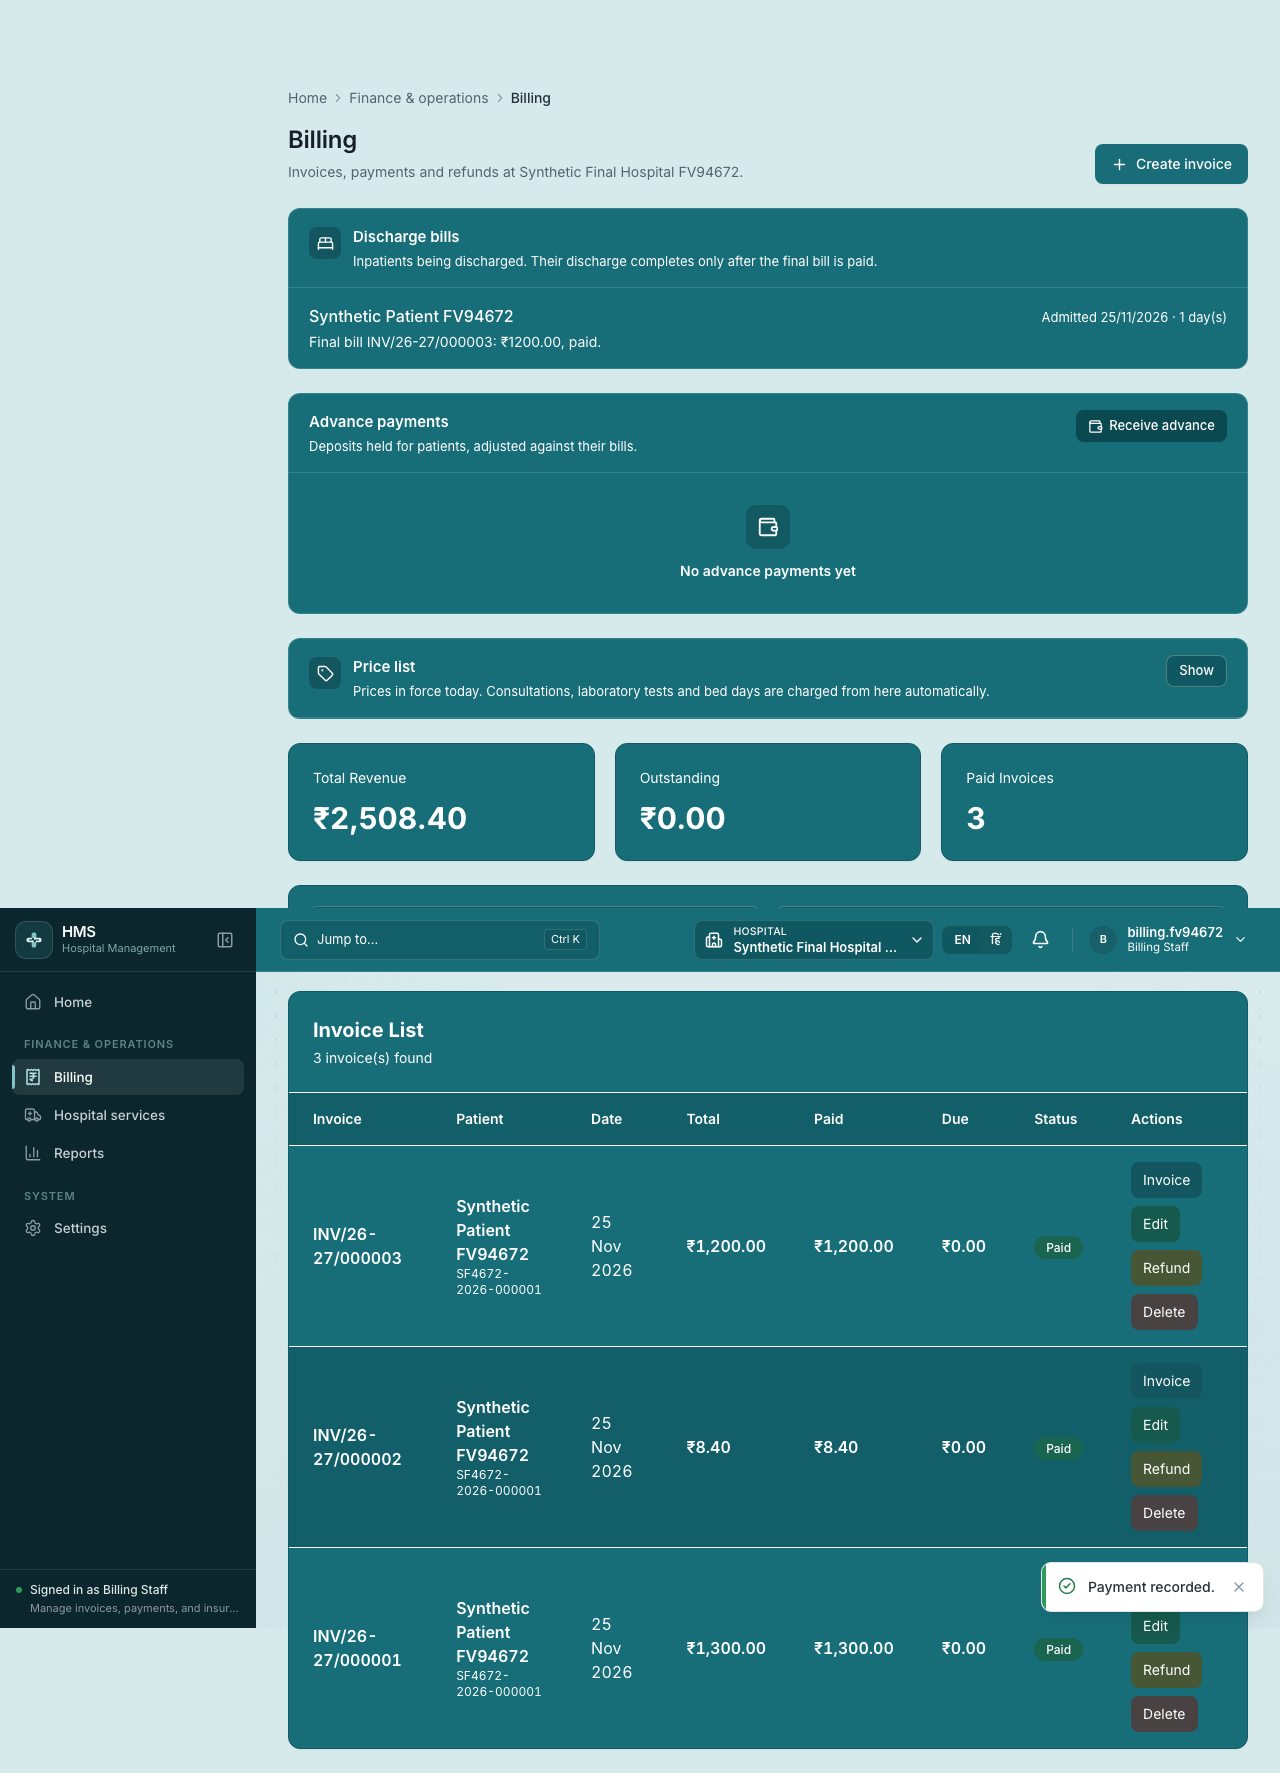 Home > Finance & operations > Billing
Billing
Invoices, payments and refunds at Synthetic Final Hospital FV94672.
Create invoice
Discharge bills
Inpatients being discharged. Their discharge completes only after the final bill is paid.
Synthetic Patient FV94672
Admitted 25/11/2026 · 1 day(s)
Final bill INV/26-27/000003: ₹1200.00, paid.
Advance payments
Deposits held for patients, adjusted against their bills.
Receive advance
No advance payments yet
Price list
Prices in force today. Consultations, laboratory tests and bed days are charged from here automatically.
Show
Total Revenue
₹2,508.40
Outstanding
₹0.00
Paid Invoices
3
HMS
Hospital Management
Jump to...
Ctrl K
HOSPITAL
Synthetic Final Hospital ...
EN
हिं
B
billing.fv94672
Billing Staff
Home
FINANCE & OPERATIONS
Billing
Hospital services
Reports
SYSTEM
Settings
Signed in as Billing Staff
Manage invoices, payments, and insur...
Invoice List
3 invoice(s) found
Invoice Patient Date Total Paid Due Status Actions
INV/26-
27/000003
Synthetic
Patient
FV94672
SF4672-
2026-000001
25
Nov
2026
₹1,200.00
₹1,200.00
₹0.00
Paid
Invoice
Edit
Refund
Delete
INV/26-
27/000002
Synthetic
Patient
FV94672
SF4672-
2026-000001
25
Nov
2026
₹8.40
₹8.40
₹0.00
Paid
Invoice
Edit
Refund
Delete
INV/26-
27/000001
Synthetic
Patient
FV94672
SF4672-
2026-000001
25
Nov
2026
₹1,300.00
₹1,300.00
₹0.00
Paid
Edit
Refund
Delete
Payment recorded.